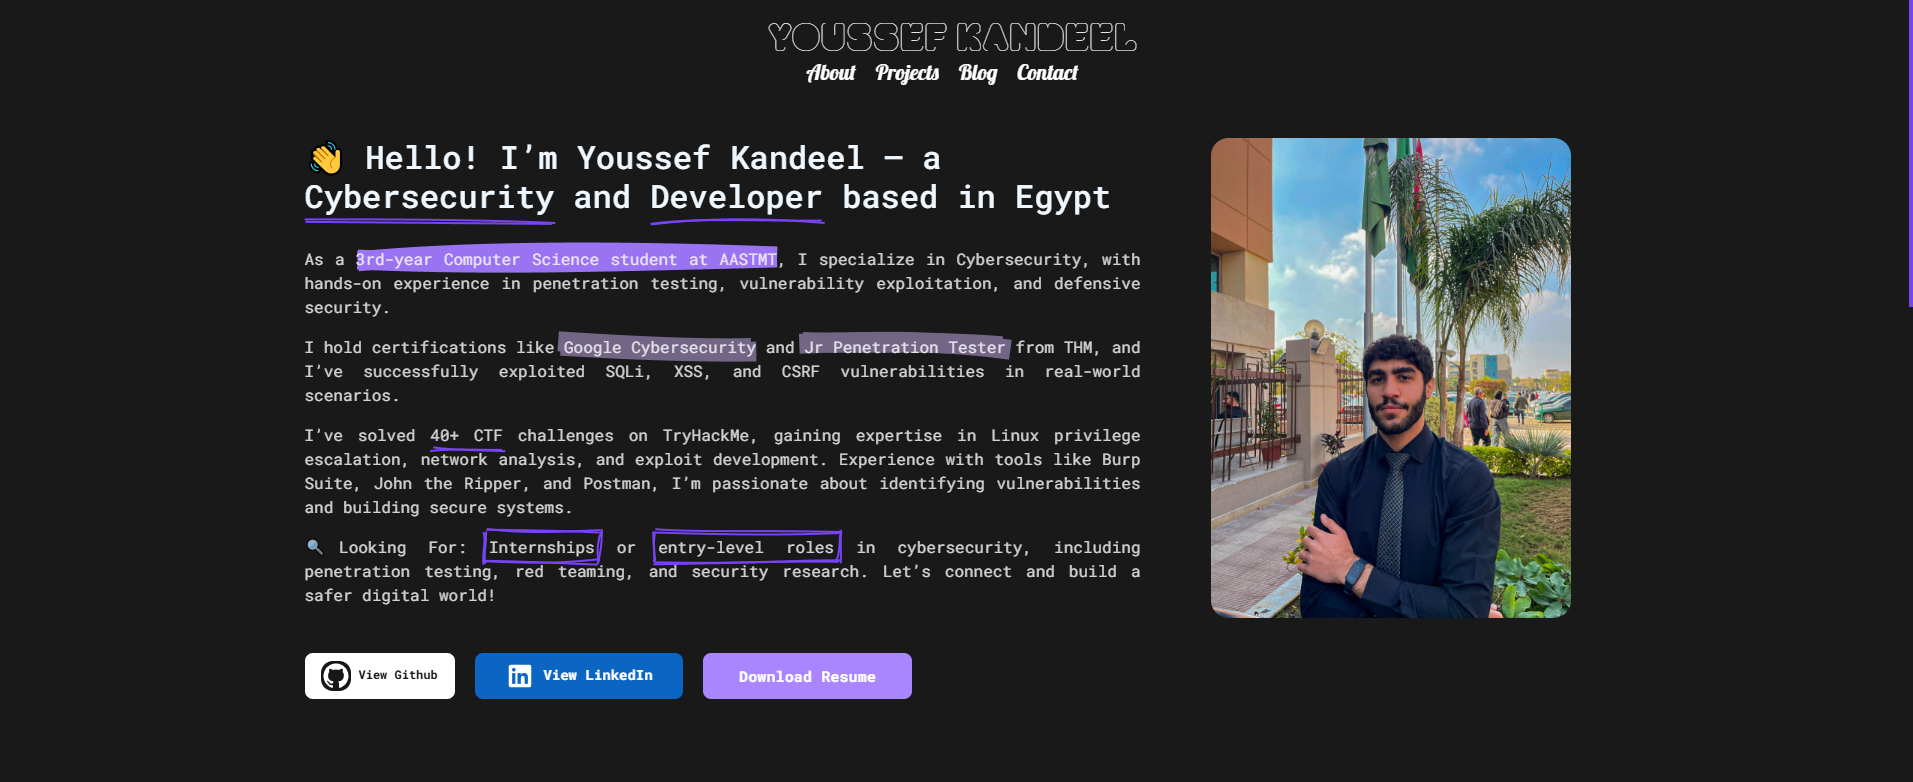 YOUSSEF KANDEEL
About Projects Blog Contact
👋 Hello! I’m Youssef Kandeel — a
Cybersecurity and Developer based in Egypt
As a 3rd-year Computer Science student at AASTMT, I specialize in Cybersecurity, with
hands-on experience in penetration testing, vulnerability exploitation, and defensive
security.
I hold certifications like Google Cybersecurity and Jr Penetration Tester from THM, and
I’ve successfully exploited SQLi, XSS, and CSRF vulnerabilities in real-world
scenarios.
I’ve solved 40+ CTF challenges on TryHackMe, gaining expertise in Linux privilege
escalation, network analysis, and exploit development. Experience with tools like Burp
Suite, John the Ripper, and Postman, I’m passionate about identifying vulnerabilities
and building secure systems.
🔍 Looking For: Internships or entry-level roles in cybersecurity, including
penetration testing, red teaming, and security research. Let’s connect and build a
safer digital world!
View Github
in View LinkedIn
Download Resume